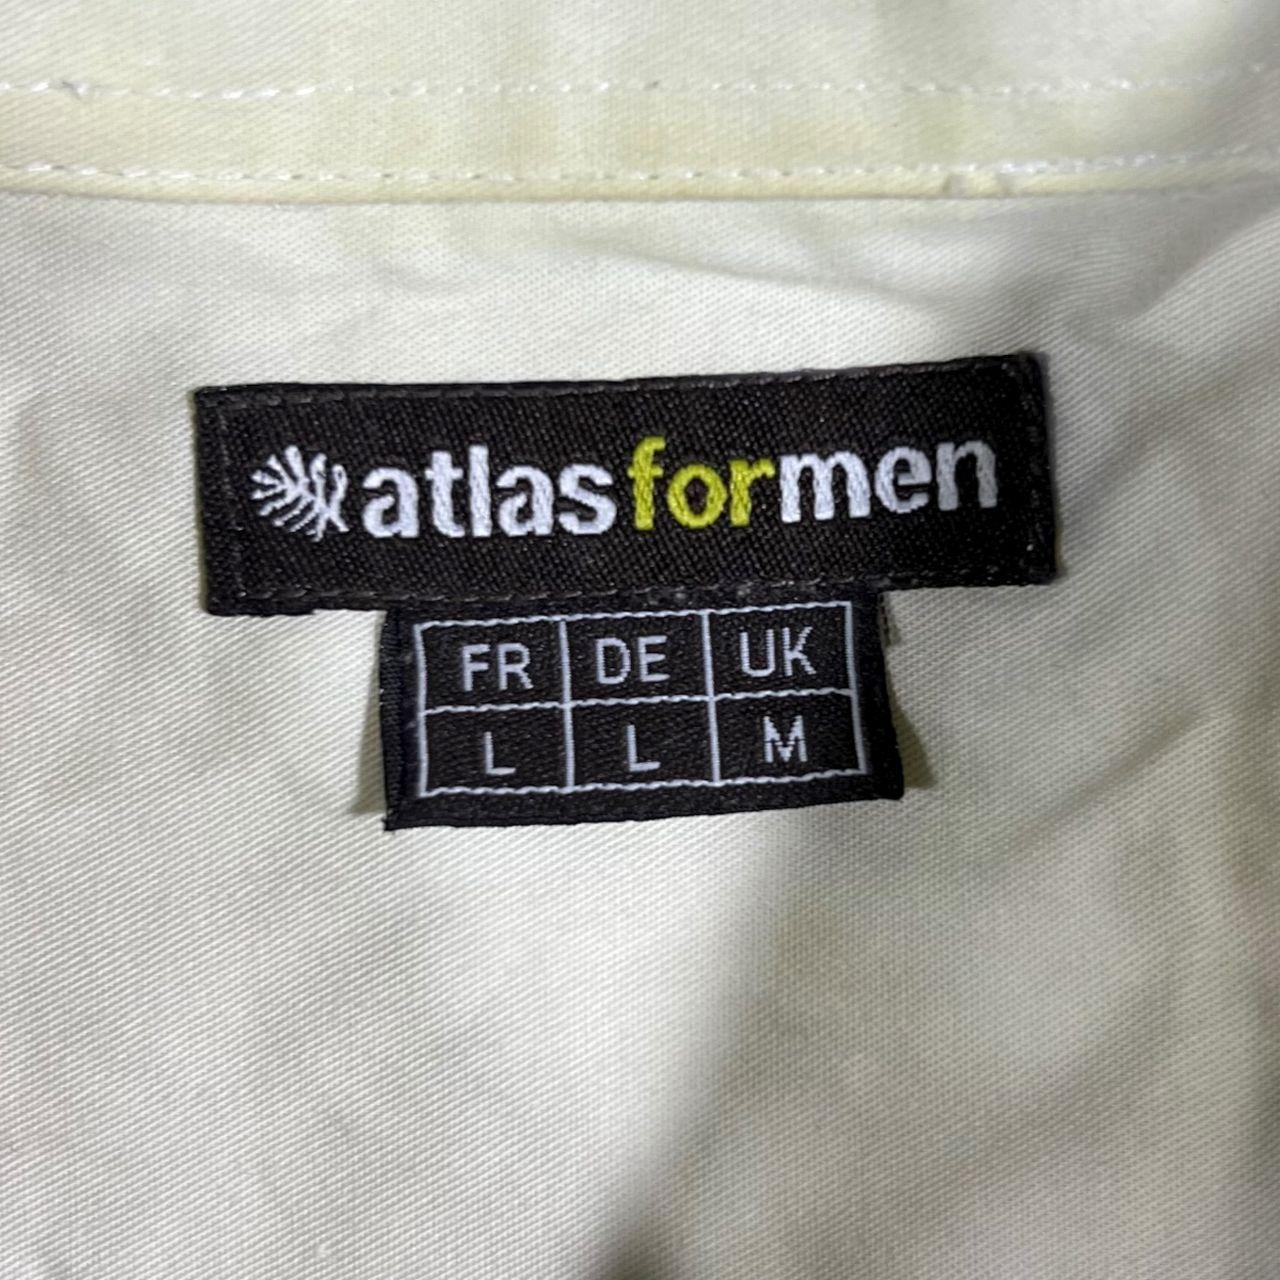 atlasformen
FR DE UK
L L M